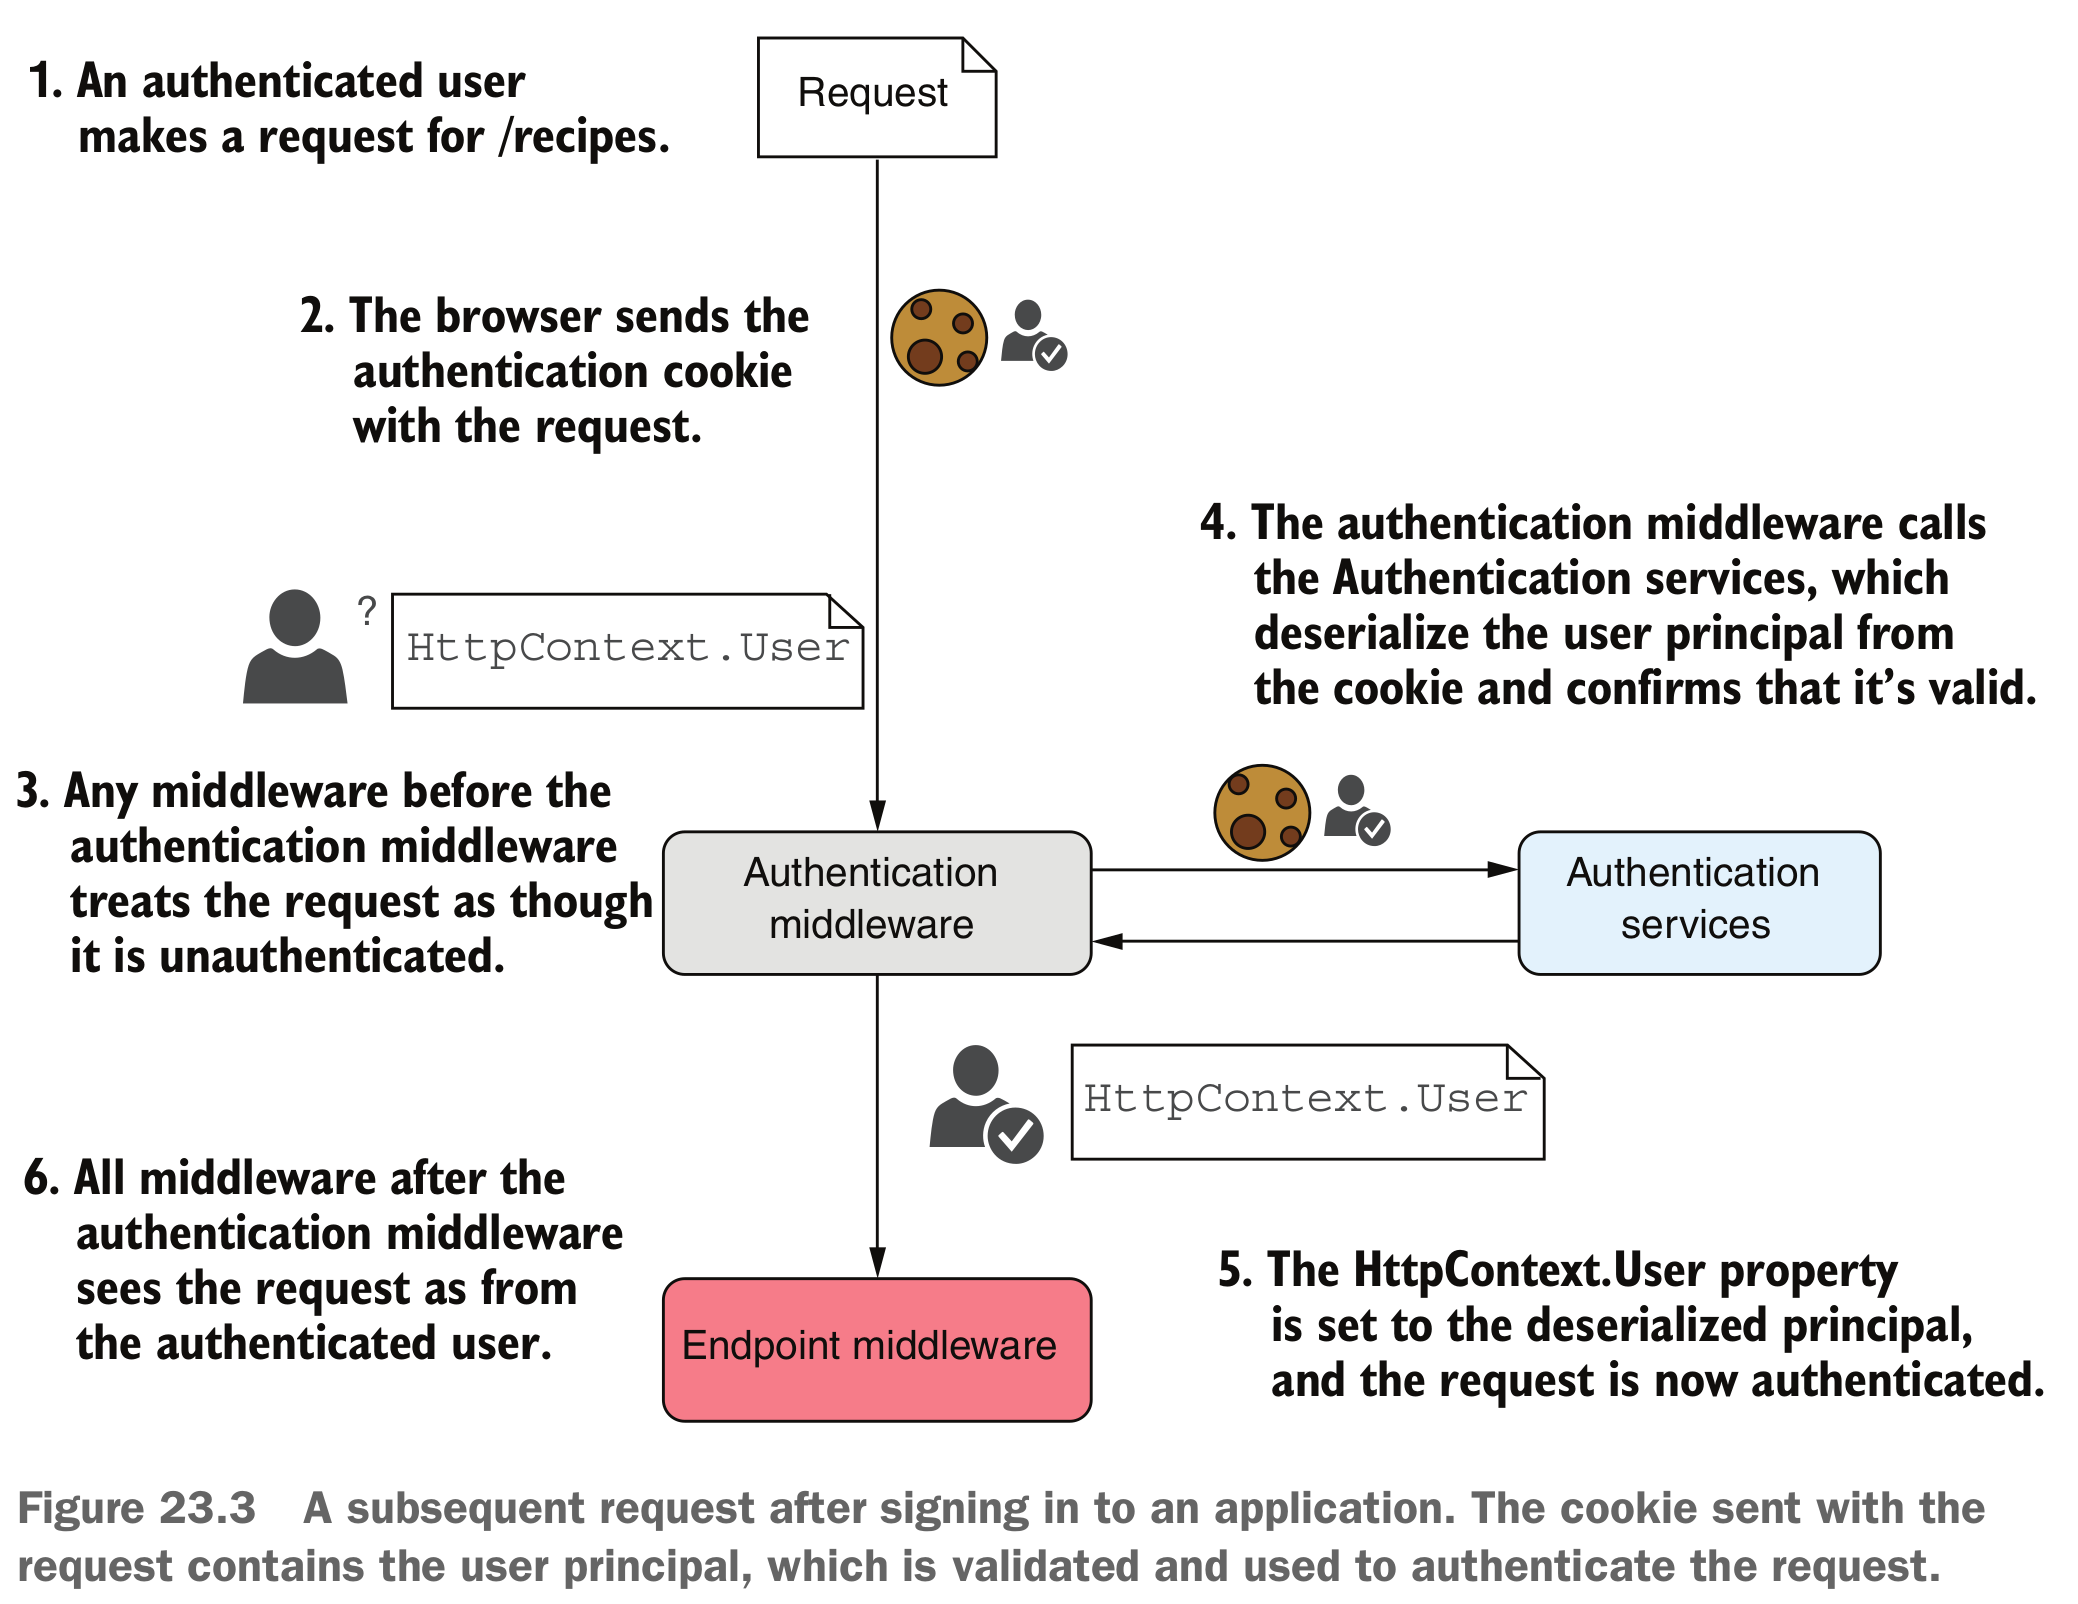 1. An authenticated user
makes a request for /recipes.
Request
2. The browser sends the
authentication cookie
with the request.
?
HttpContext.User
3. Any middleware before the
authentication middleware
treats the request as though
it is unauthenticated.
4. The authentication middleware calls
the Authentication services, which
deserialize the user principal from
the cookie and confirms that it’s valid.
Authentication
middleware
Authentication
services
HttpContext.User
5. The HttpContext.User property
is set to the deserialized principal,
and the request is now authenticated.
6. All middleware after the
authentication middleware
sees the request as from
the authenticated user.
Endpoint middleware
Figure 23.3 A subsequent request after signing in to an application. The cookie sent with the
request contains the user principal, which is validated and used to authenticate the request.